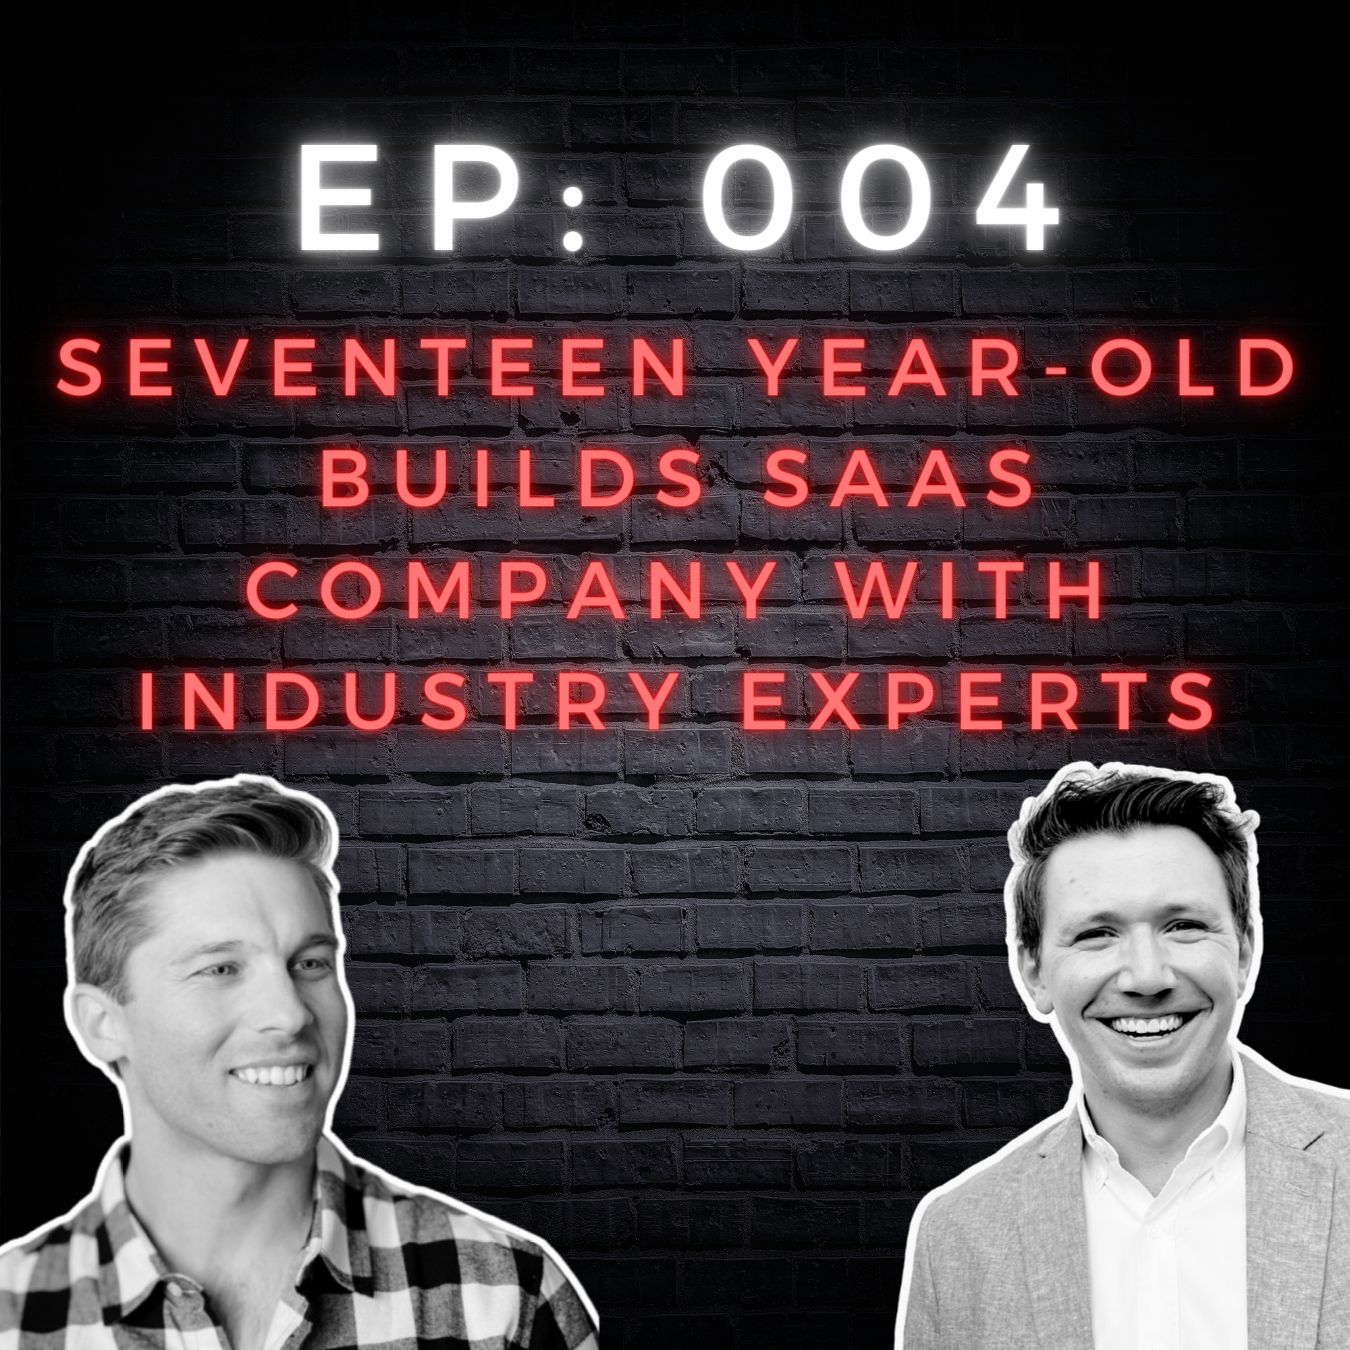 EP: 004
SEVENTEEN YEAR-OLD
BUILDS SAAS
COMPANY WITH
INDUSTRY EXPERTS